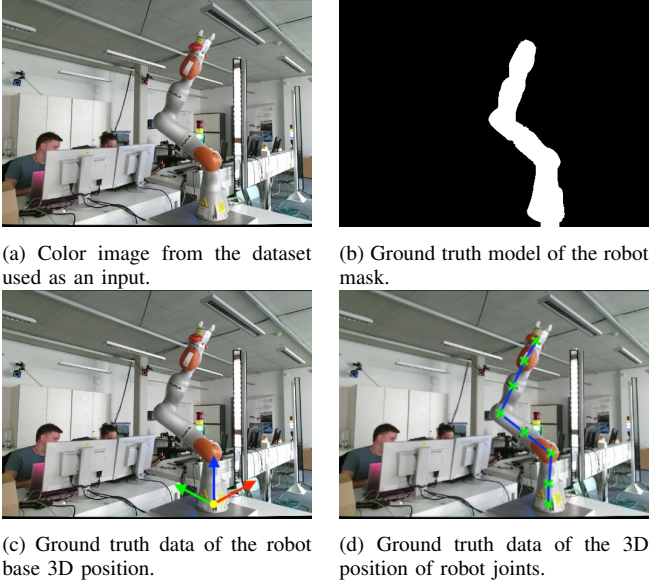 (a) Color image from the dataset
used as an input.
(b) Ground truth model of the robot
mask.
(c) Ground truth data of the robot
base 3D position.
(d) Ground truth data of the 3D
position of robot joints.